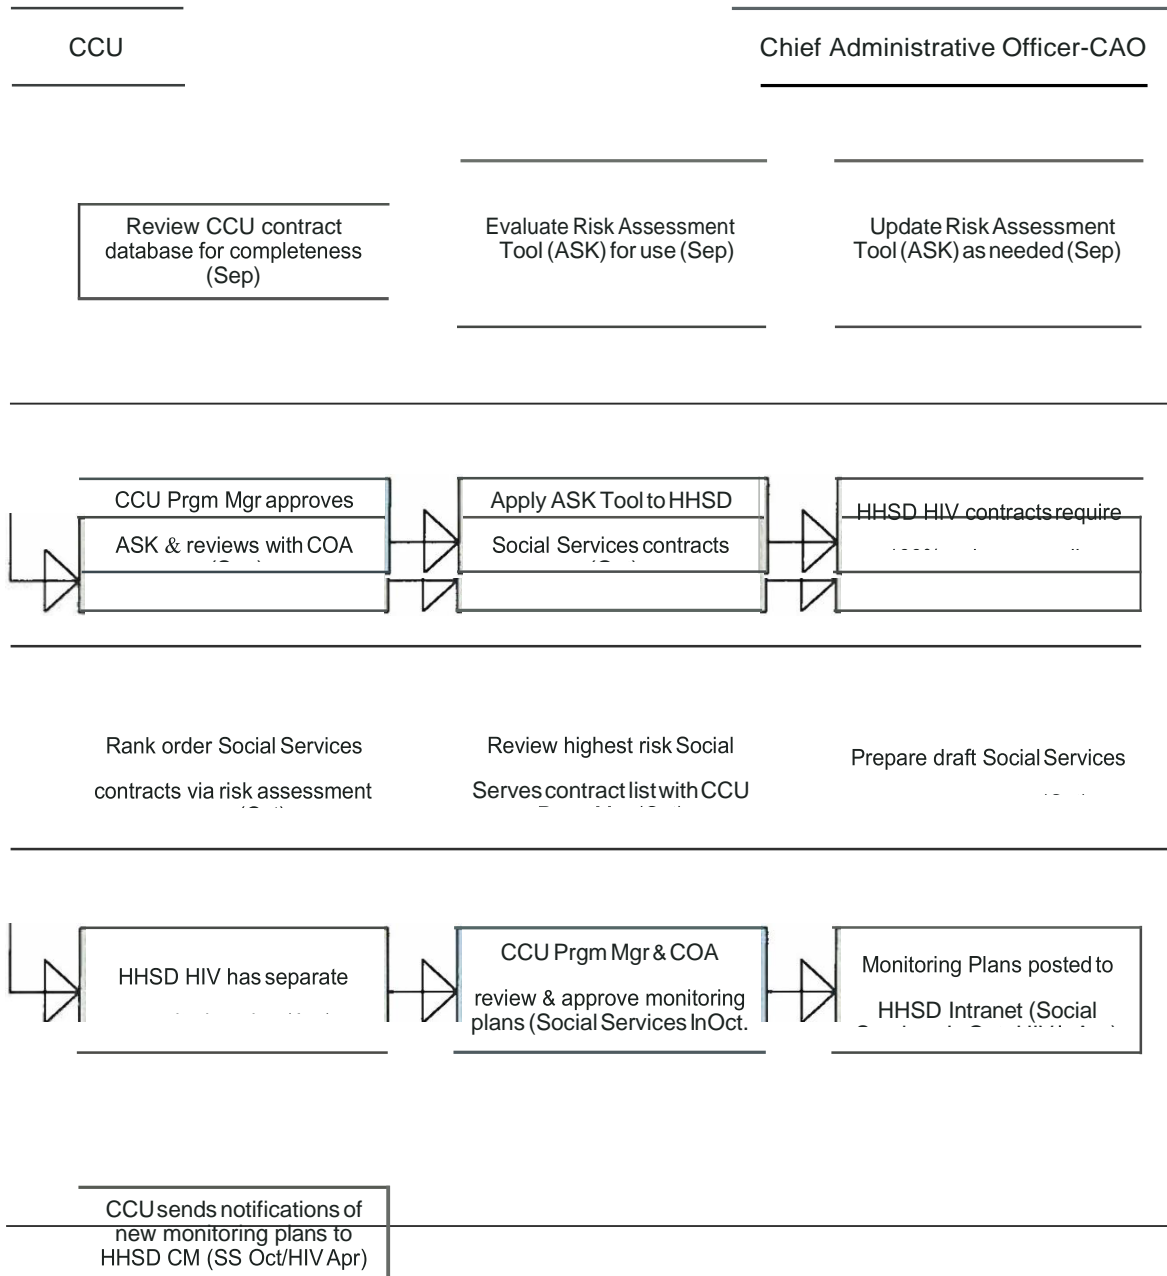 CCU
Chief Administrative Officer-CAO
Review CCU contract
database for completeness
(Sep)
Evaluate Risk Assessment
Tool (ASK) for use (Sep)
Update Risk Assessment
Tool (ASK) as needed (Sep)
CCU Prgm Mgr approves
ASK & reviews with COA
Apply ASK Tool to HHSD
Social Services contracts
HHSD HIV contracts require
Rank order Social Services
contracts via risk assessment
Review highest risk Social
Serves contract list with CCU
Prepare draft Social Services
HHSD HIV has separate
CCU Prgm Mgr & COA
review & approve monitoring
plans (Social Services In Oct.
Monitoring Plans posted to
HHSD Intranet (Social
CCU sends notifications of
new monitoring plans to
HHSD CM (SS Oct/HIV Apr)